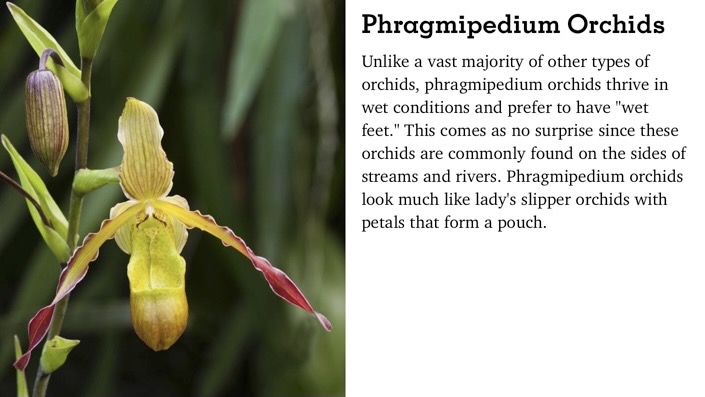 Phragmipedium Orchids
Unlike a vast majority of other types of
orchids, phragmipedium orchids thrive in
wet conditions and prefer to have "wet
feet." This comes as no surprise since these
orchids are commonly found on the sides of
streams and rivers. Phragmipedium orchids
look much like lady's slipper orchids with
petals that form a pouch.